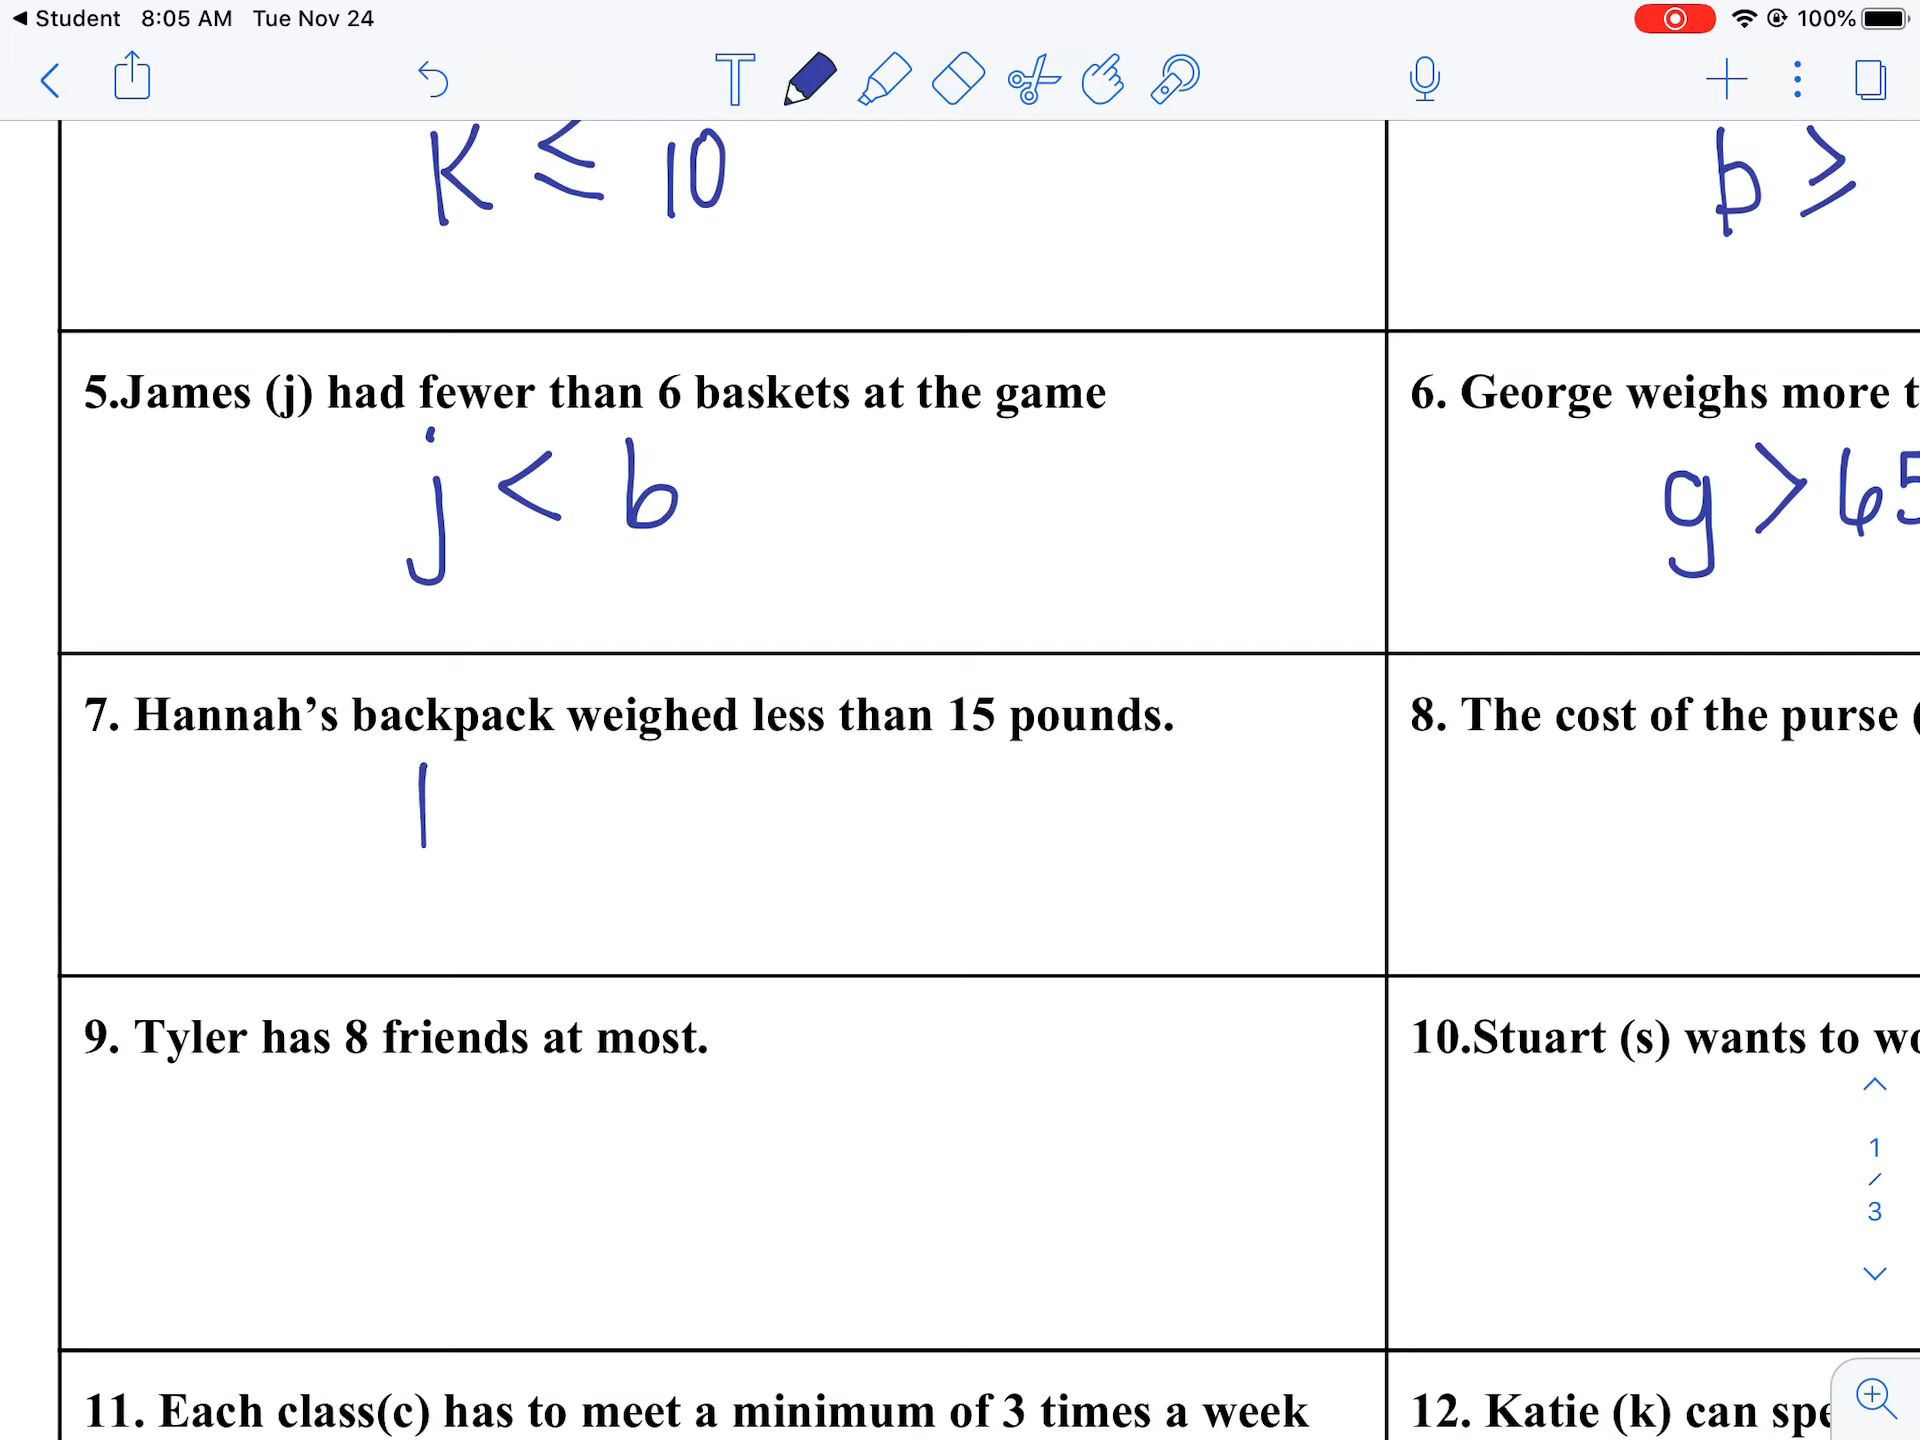 Student 8:05 AM Tue Nov 24 100%
K ≤ 10
b ≥
5.James (j) had fewer than 6 baskets at the game
j < 6
6. George weighs more t
g > 65
7. Hannah’s backpack weighed less than 15 pounds.
8. The cost of the purse (
9. Tyler has 8 friends at most.
10.Stuart (s) wants to wo
1
/
3
11. Each class(c) has to meet a minimum of 3 times a week
12. Katie (k) can spe